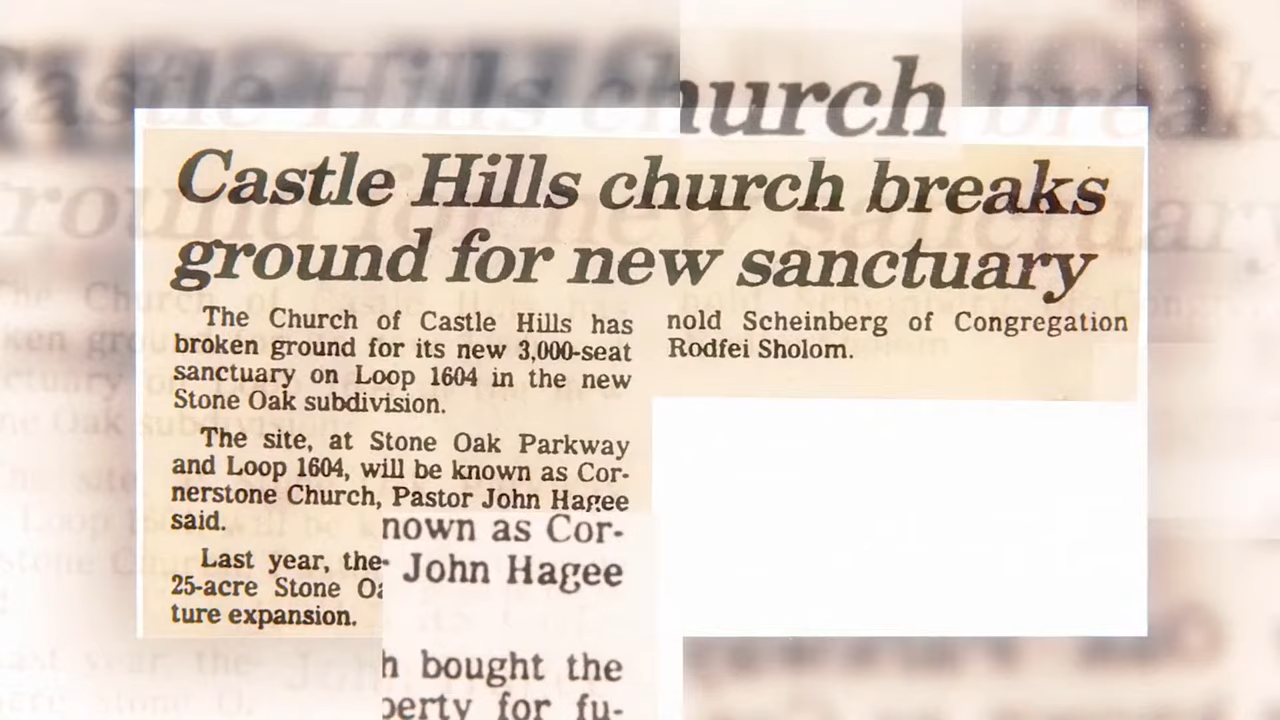 hurch
Castle Hills church breaks
ground for new sanctuary
The Church of Castle Hills has
broken ground for its new 3,000-seat
sanctuary on Loop 1604 in the new
Stone Oak subdivision.
The site, at Stone Oak Parkway
and Loop 1604, will be known as Cor-
nerstone Church, Pastor John Hagee
said.
Last year, the
25-acre Stone Oa
ture expansion.
nown as Cor-
John Hagee
h bought the
perty for fu-
nold Scheinberg of Congregation
Rodfei Sholom.